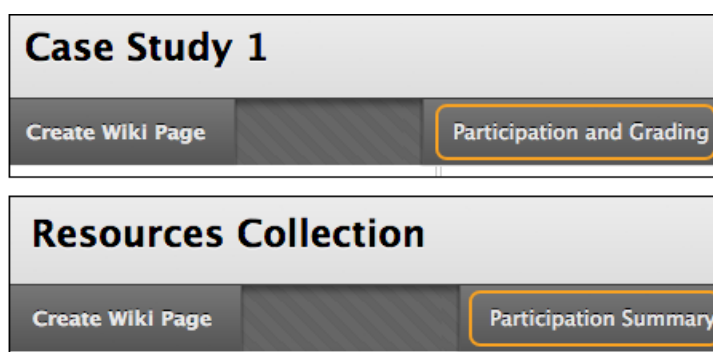 Case Study 1
Create Wiki Page Participation and Grading
Resources Collection
Create Wiki Page Participation Summary